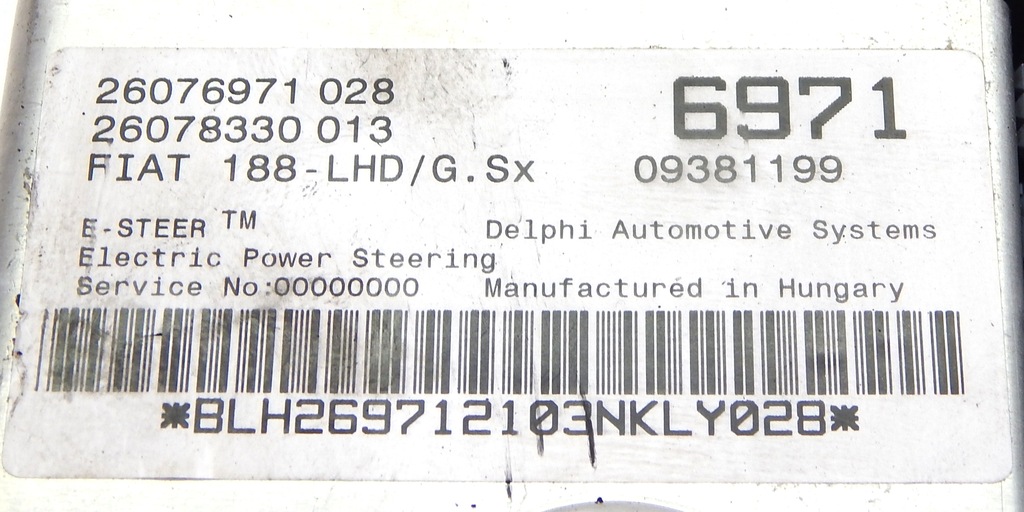 26076971 028
6971
26078330 013
FIAT 188-LHD/G.Sx
09381199
E-STEER TM
Delphi Automotive Systems
Electric Power Steering
Service No:00000000
Manufactured in Hungary
*BLH269712103NKLY028*